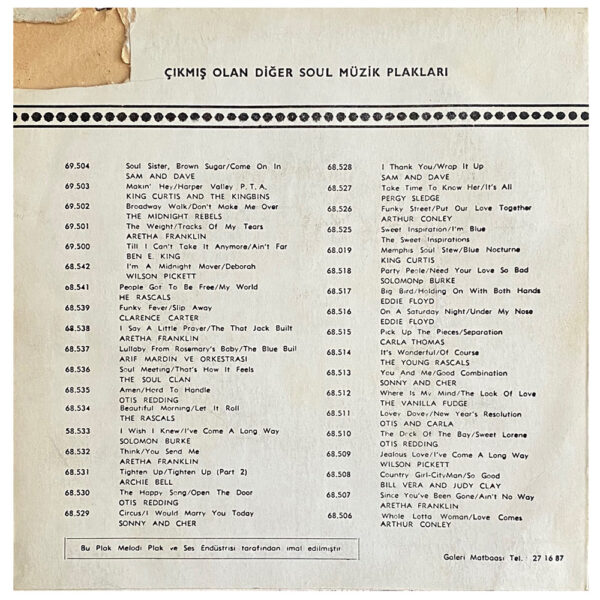 ÇIKMIŞ OLAN DİĞER SOUL MÜZİK PLAKLARI
69.504 Soul Sister, Brown Sugar/Come On In
SAM AND DAVE
69.503 Makin' Hey/Harper Valley P.T.A.
KING CURTIS AND THE KINGBINS
69.502 Broadway Walk/Don't Make Me Over
THE MIDNIGHT REBELS
69.501 The Weight/Tracks Of My Tears
ARETHA FRANKLIN
69.500 Till I Can't Take It Anymore/Ain't Far
BEN E. KING
68.542 I'm A Midnight Mover/Deborah
WILSON PICKETT
68.541 People Got To Be Free/My World
HE RASCALS
68.539 Funky Fever/Slip Away
CLARENCE CARTER
68.538 I Say A Little Prayer/The That Jack Built
ARETHA FRANKLIN
68.537 Lullaby From Rosemary's Baby/The Blue Bull
ARIF MARDIN VE ORKESTRASI
68.536 Soul Meeting/That's How It Feels
THE SOUL CLAN
68.535 Amen/Hard To Handle
OTIS REDDING
68.534 Beautiful Morning/Let It Roll
THE RASCALS
58.533 I Wish I Knew/I've Come A Long Way
SOLOMON BURKE
68.532 Think/You Send Me
ARETHA FRANKLIN
68.531 Tighten Up/Tighten Up (Part 2)
ARCHIE BELL
68.530 The Happy Song/Open The Door
OTIS REDDING
68.529 Circus/I Would Marry You Today
SONNY AND CHER
68.528 I Thank You/Wrap It Up
SAM AND DAVE
68.527 Take Time To Know Her/It's All
PERGY SLEDGE
68.526 Funky Street/Put Our Love Together
ARTHUR CONLEY
68.525 Sweet Inspiration/I'm Blue
The Sweet Inspirations
68.019 Memphis Soul Stew/Blue Nocturne
KING CURTIS
68.518 Party Peole/Need Your Love So Bad
SOLOMONp BURKE
68.517 Big Bird/Holding On With Both Hands
EDDIE FLOYD
68.516 On A Saturday Night/Under My Nose
EDDIE FLOYD
68.515 Pick Up The Pieces/Separation
CARLA THOMAS
68.514 It's Wonderful/Of Course
THE YOUNG RASCALS
68.513 You And Me/Good Combination
SONNY AND CHER
68.512 Where Is My Mind/The Look Of Love
THE VANILLA FUDGE
68.511 Lovey Dovey/New Year's Resolution
OTIS AND CARLA
68.510 The Dock Of The Bay/Sweet Lorene
OTIS REDDING
68.509 Jealous Love/I've Come A Long Way
WILSON PICKETT
68.508 Country Girl-CityMan/So Good
BILL VERA AND JUDY CLAY
68.507 Since You've Been Gone/Ain't No Way
ARETHA FRANKLIN
68.506 Whole Lotta Woman/Love Comes
ARTHUR CONLEY
Bu Plak Melodi Plak ve Ses Endüstrisi tarafından imal edilmiştir
Galeri Matbaası Tel.: 27 16 87